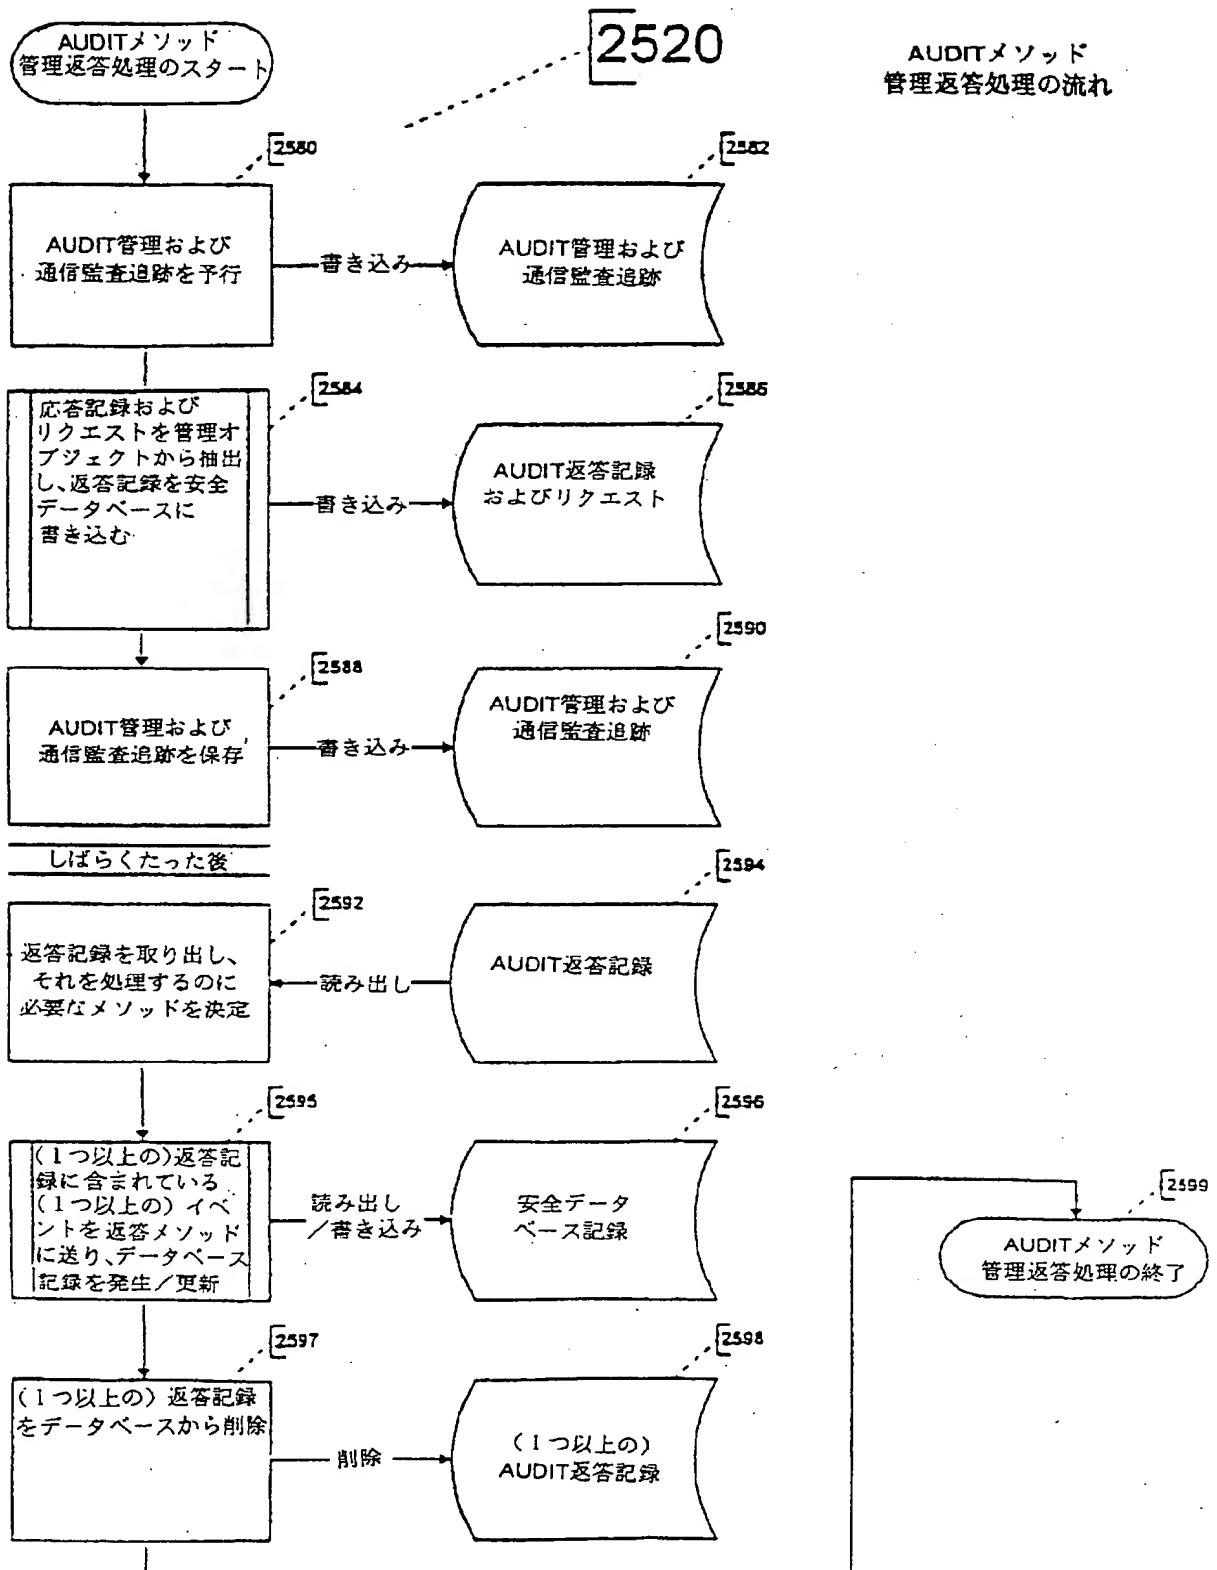 AUDITメソッド
管理返答処理のスタート
2520
AUDITメソッド
管理返答処理の流れ
2580
AUDIT管理および
通信監査追跡を予行
書き込み
2582
AUDIT管理および
通信監査追跡
2584
応答記録および
リクエストを管理オ
ブジェクトから抽出
し、返答記録を安全
データベースに
書き込む
書き込み
2586
AUDIT返答記録
およびリクエスト
2588
AUDIT管理および
通信監査追跡を保存
書き込み
2590
AUDIT管理および
通信監査追跡
しばらくたった後
2592
返答記録を取り出し、
それを処理するのに
必要なメソッドを決定
読み出し
2594
AUDIT返答記録
2595
(1つ以上の)返答記
録に含まれている
(1つ以上の)イベ
ントを返答メソッド
に送り、データベース
記録を発生/更新
読み出し
/書き込み
2596
安全データ
ベース記録
2597
(1つ以上の)返答記録
をデータベースから削除
削除
2598
(1つ以上の)
AUDIT返答記録
2599
AUDITメソッド
管理返答処理の終了